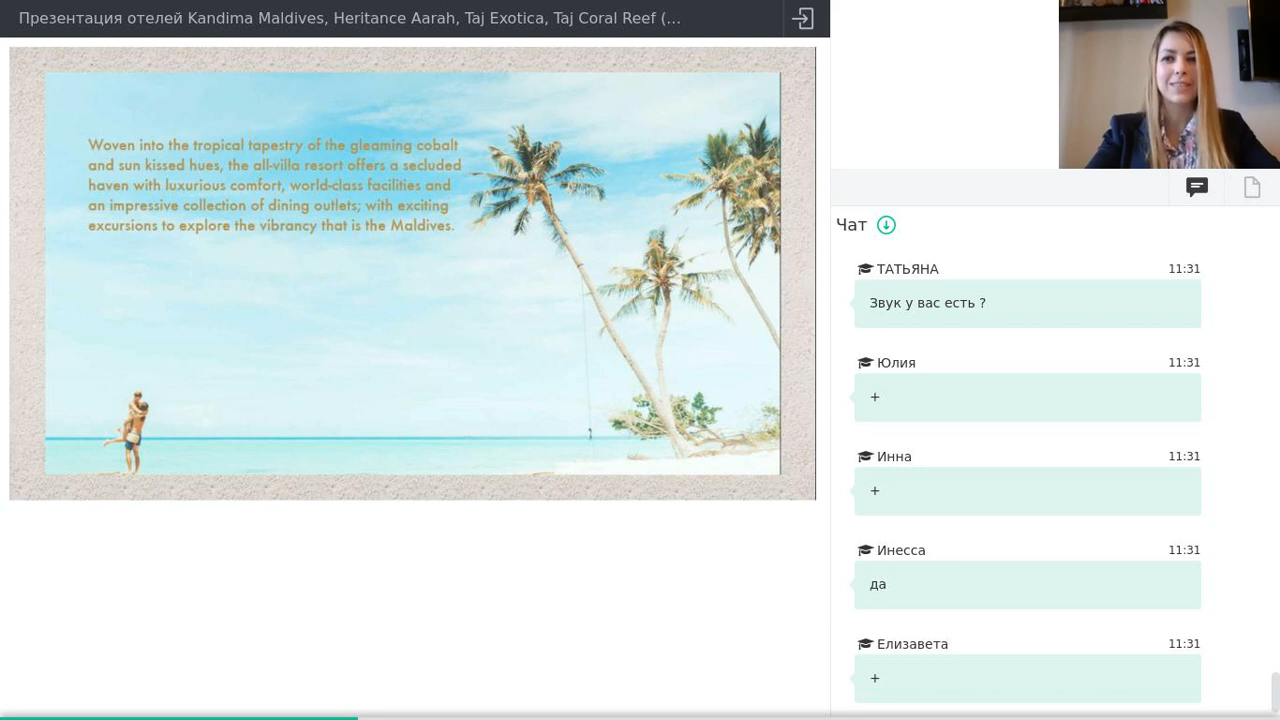 Презентация отелей Kandima Maldives, Heritance Aarah, Taj Exotica, Taj Coral Reef (...
Woven into the tropical tapestry of the gleaming cobalt
and sun kissed hues, the all-villa resort offers a secluded
haven with luxurious comfort, world-class facilities and
an impressive collection of dining outlets; with exciting
excursions to explore the vibrancy that is the Maldives.
Чат
ТАТЬЯНА 11:31
Звук у вас есть ?
Юлия 11:31
+
Инна 11:31
+
Инесса 11:31
да
Елизавета 11:31
+